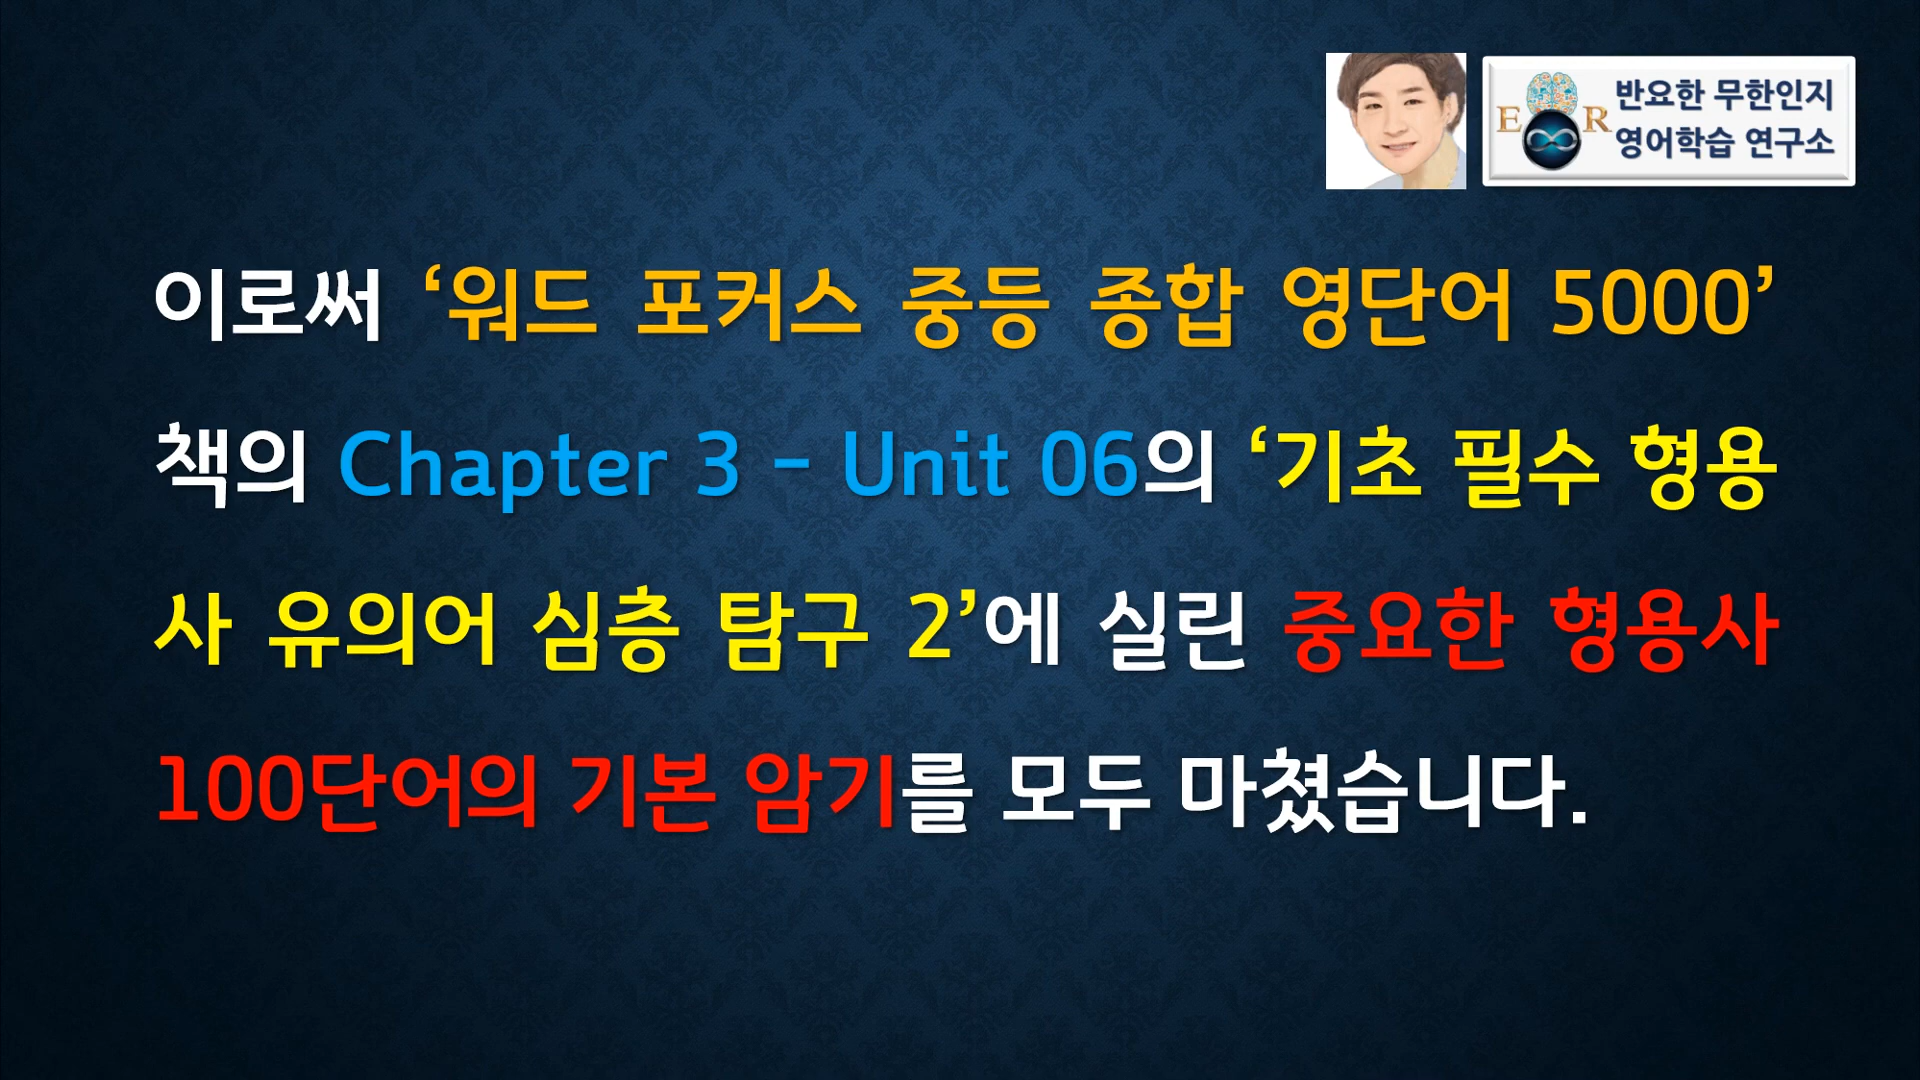 E R
반요한 무한인지
영어학습 연구소
이로써 ‘워드 포커스 중등 종합 영단어 5000’
책의 Chapter 3 - Unit 06의 ‘기초 필수 형용
사 유의어 심층 탐구 2’에 실린 중요한 형용사
100단어의 기본 암기를 모두 마쳤습니다.